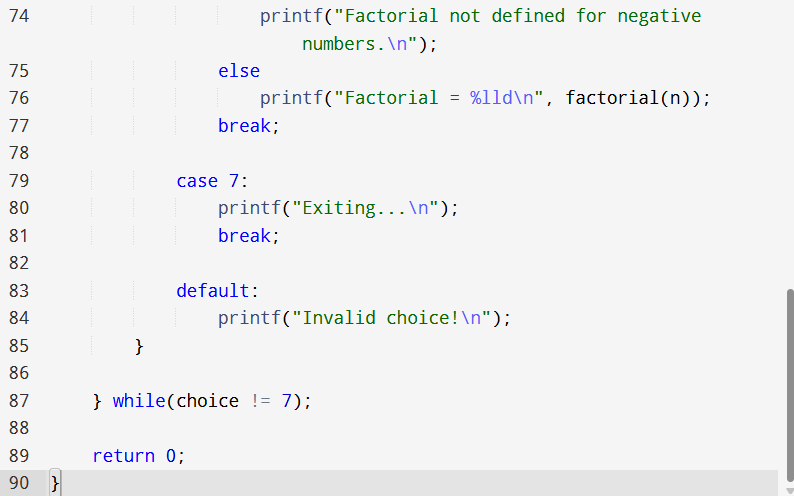 74                     printf("Factorial not defined for negative
                        numbers.\n");
75                 else
76                     printf("Factorial = %lld\n", factorial(n));
77                 break;
78
79             case 7:
80                 printf("Exiting...\n");
81                 break;
82
83             default:
84                 printf("Invalid choice!\n");
85         }
86
87     } while(choice != 7);
88
89     return 0;
90 }